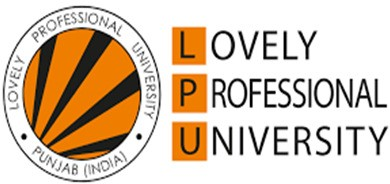 LOVELY PROFESSIONAL UNIVERSITY
• PUNJAB (INDIA) •
LOVELY
PROFESSIONAL
UNIVERSITY